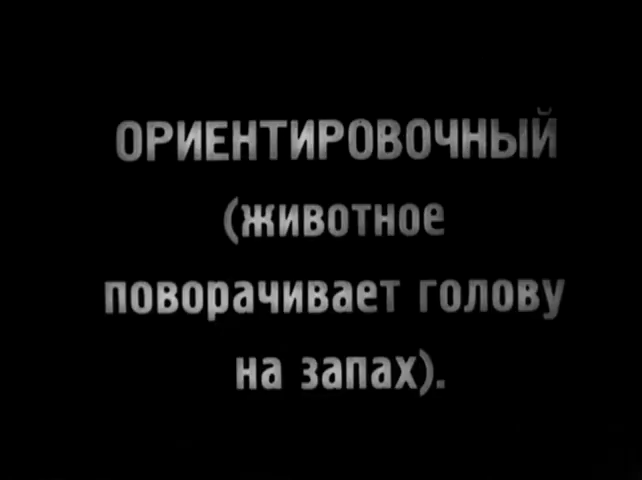 ОРИЕНТИРОВОЧНЫЙ
(животное
поворачивает голову
на запах).